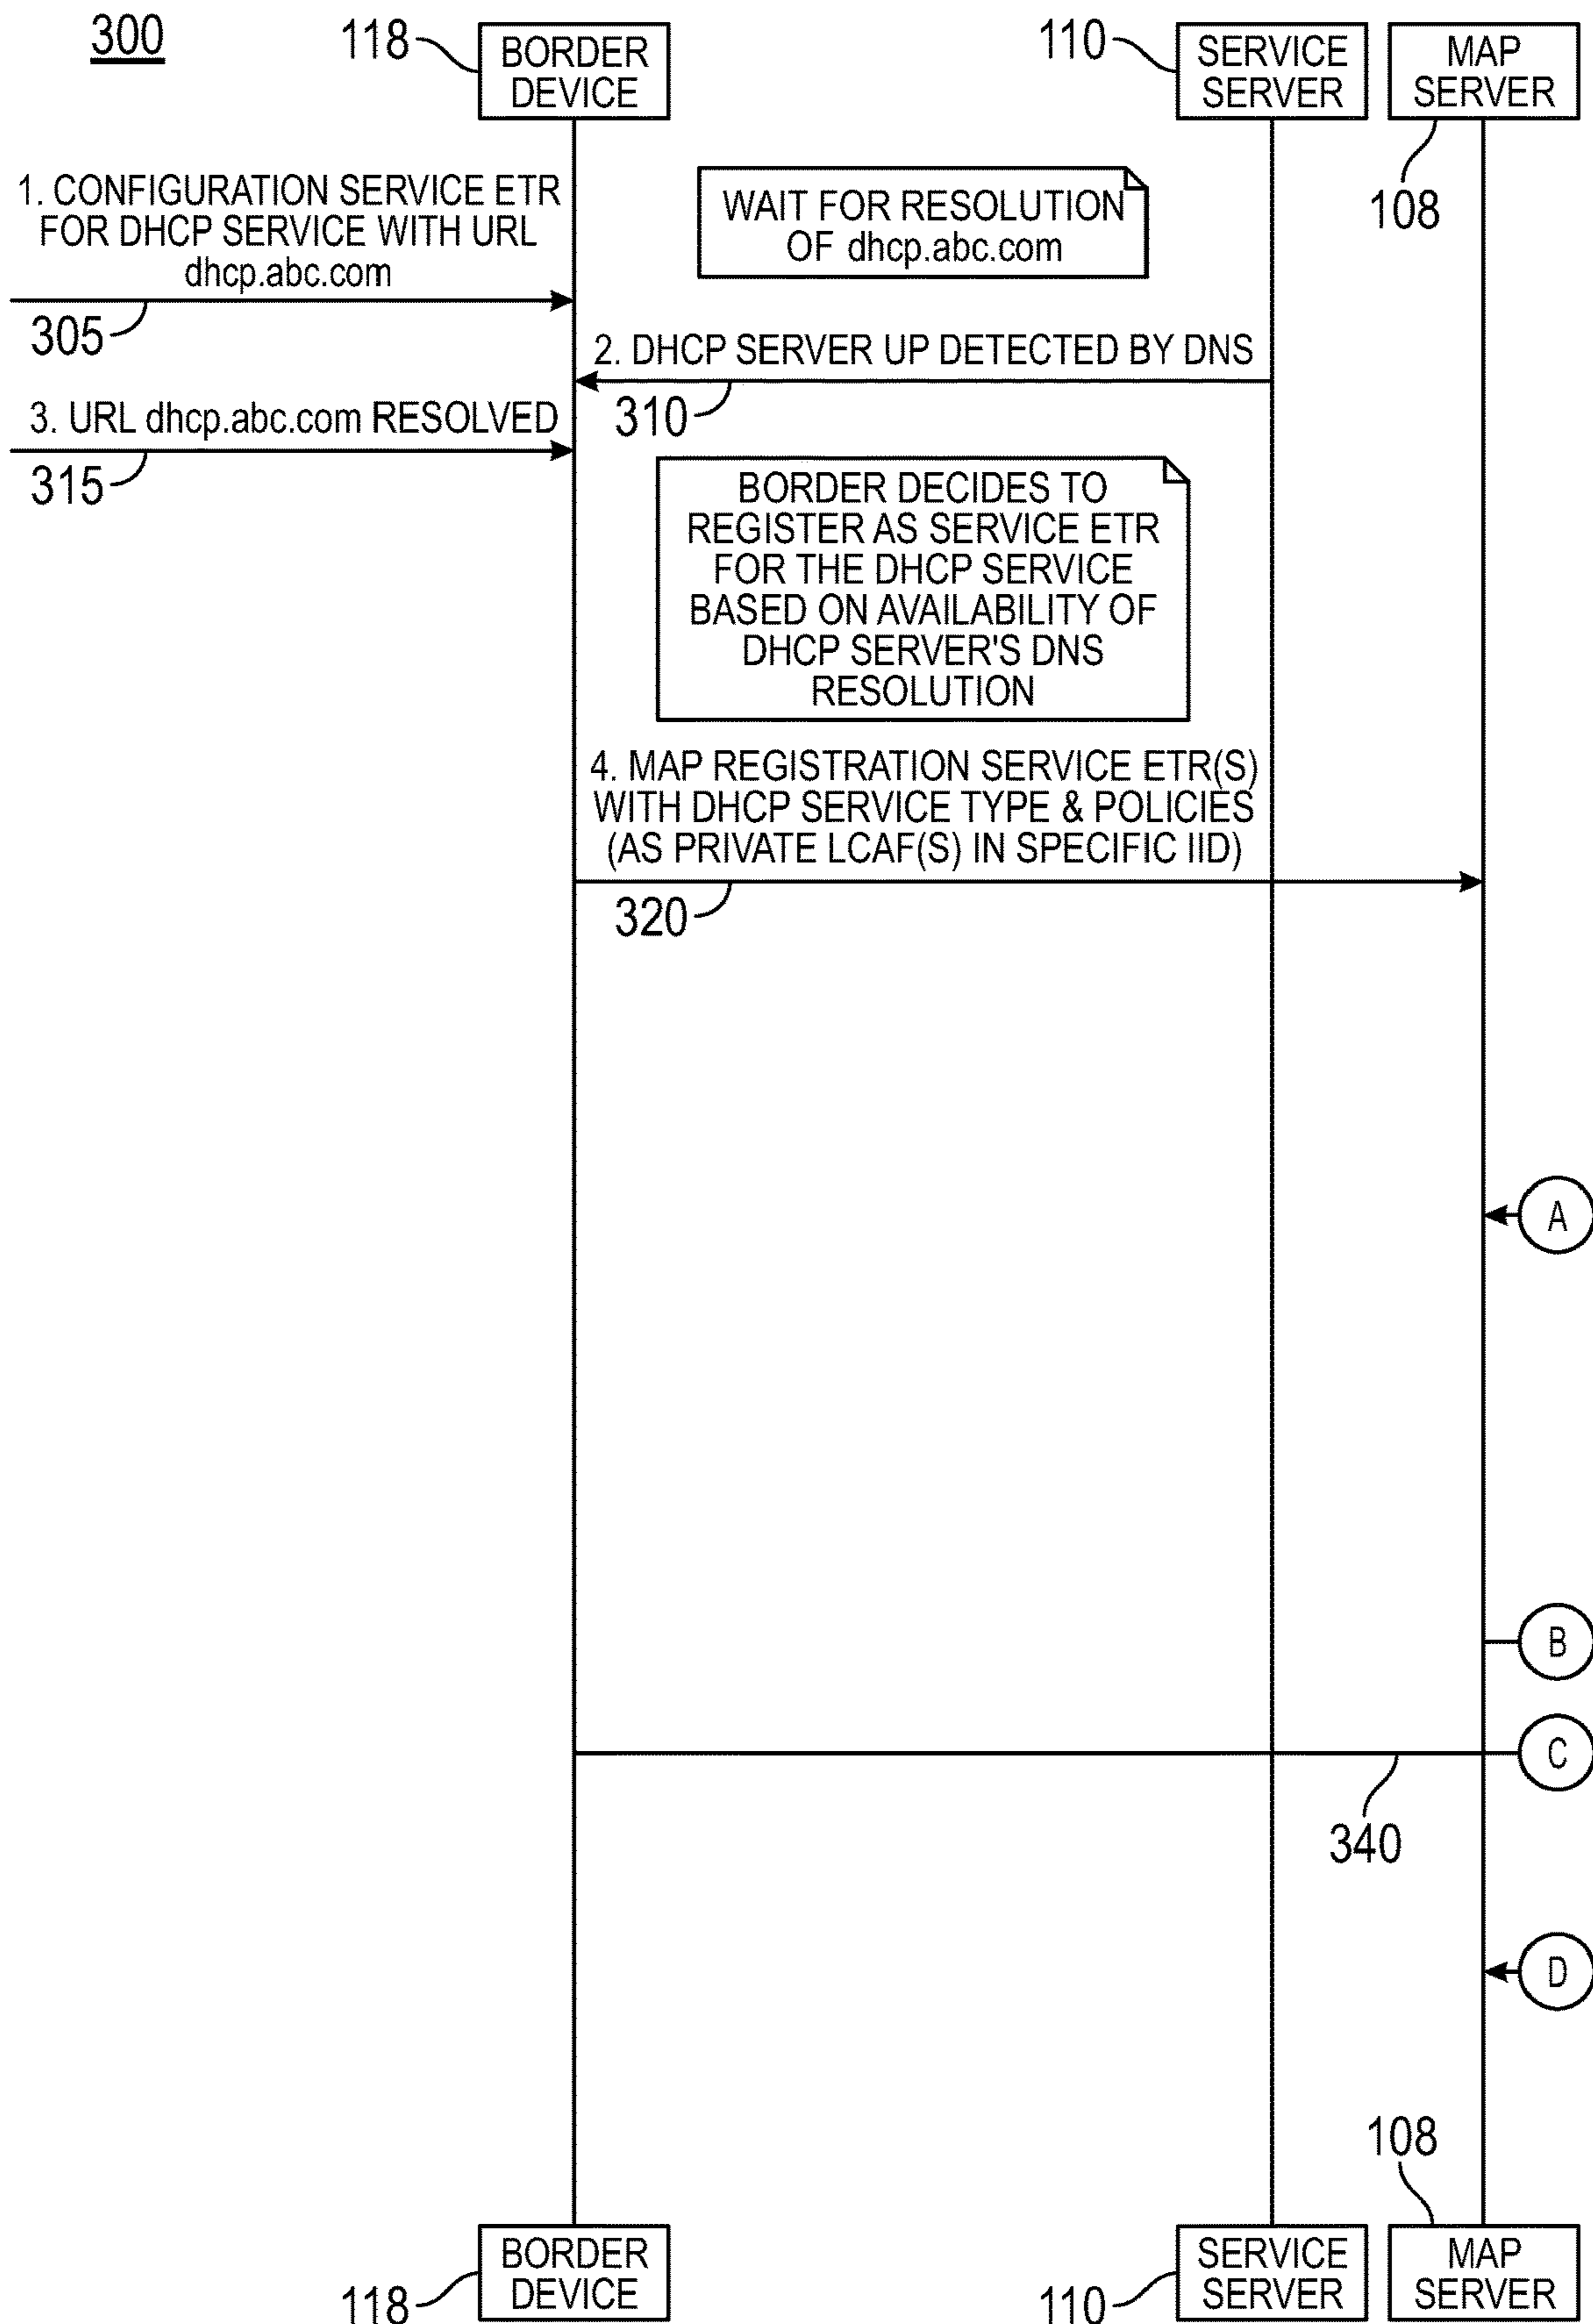 300
118
BORDER
DEVICE
110
SERVICE
SERVER
MAP
SERVER
108
1. CONFIGURATION SERVICE ETR
FOR DHCP SERVICE WITH URL
dhcp.abc.com
305
WAIT FOR RESOLUTION
OF dhcp.abc.com
2. DHCP SERVER UP DETECTED BY DNS
310
3. URL dhcp.abc.com RESOLVED
315
BORDER DECIDES TO
REGISTER AS SERVICE ETR
FOR THE DHCP SERVICE
BASED ON AVAILABILITY OF
DHCP SERVER'S DNS
RESOLUTION
4. MAP REGISTRATION SERVICE ETR(S)
WITH DHCP SERVICE TYPE & POLICIES
(AS PRIVATE LCAF(S) IN SPECIFIC IID)
320
A
B
C
340
D
108
BORDER
DEVICE
118
SERVICE
SERVER
110
MAP
SERVER